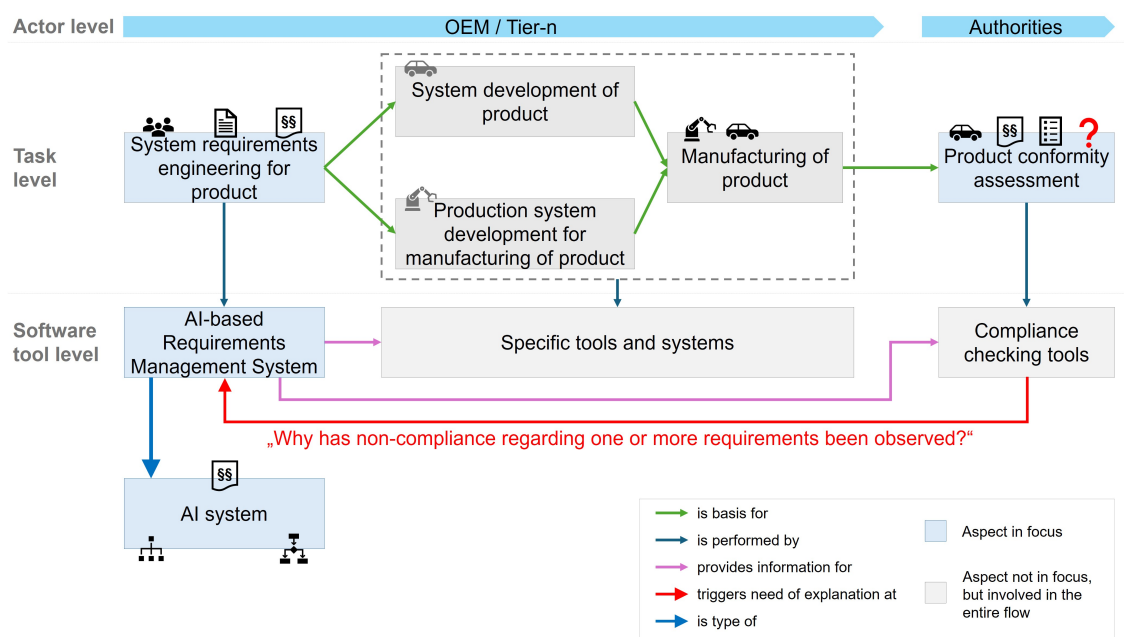 Actor level
OEM / Tier-n
Authorities
Task
level
§§
System requirements
engineering for
product
System development of
product
Production system
development for
manufacturing of product
Manufacturing of
product
§§
?
Product conformity
assessment
Software
tool level
AI-based
Requirements
Management System
Specific tools and systems
Compliance
checking tools
„Why has non-compliance regarding one or more requirements been observed?“
§§
AI system
is basis for
is performed by
provides information for
triggers need of explanation at
is type of
Aspect in focus
Aspect not in focus,
but involved in the
entire flow